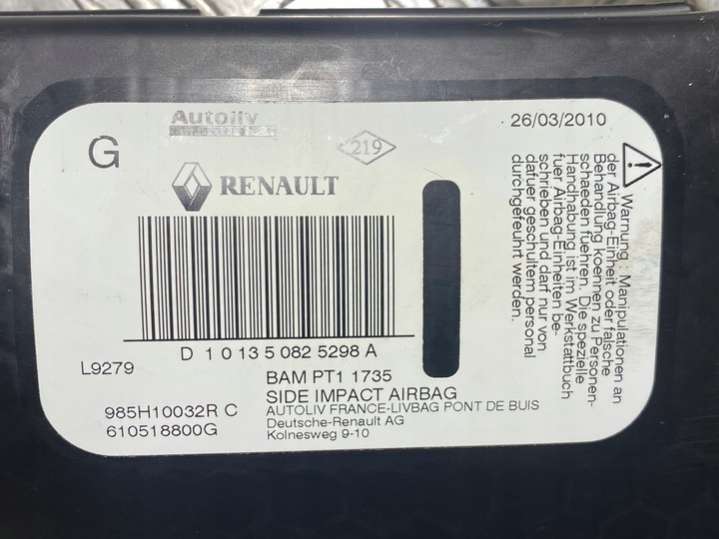 Autoliv
G
219
26/03/2010
RENAULT
D 1 0 13 5 082 5298 A
L9279
BAM PT1 1735
SIDE IMPACT AIRBAG
985H10032R C
AUTOLIV FRANCE-LIVBAG PONT DE BUIS
610518800G
Deutsche-Renault AG
Kolnesweg 9-10
Warnung : Manipulationen an
der Airbag-Einheit oder falsche
Behandlung koennen zu Personen-
schaeden fuehren. Die spezielle
Handhabung ist im Werkstattbuch
fuer Airbag-Einheiten be-
schrieben und darf nur von
dafuer geschultem personal
durchgefuehrt werden.